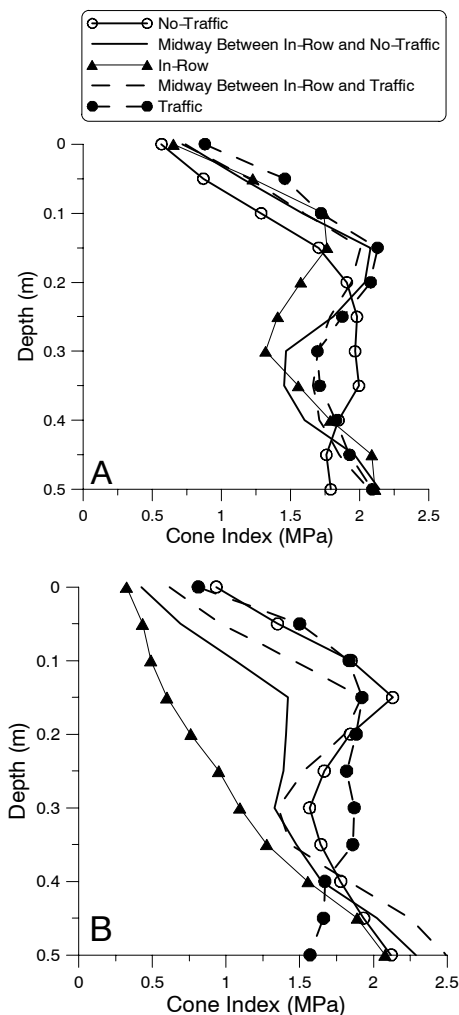 No-Traffic
Midway Between In-Row and No-Traffic
In-Row
Midway Between In-Row and Traffic
Traffic
0
0.1
0.2
0.3
0.4
0.5
Depth (m)
A
0 0.5 1 1.5 2 2.5
Cone Index (MPa)
0
0.1
0.2
0.3
0.4
0.5
Depth (m)
B
0 0.5 1 1.5 2 2.5
Cone Index (MPa)